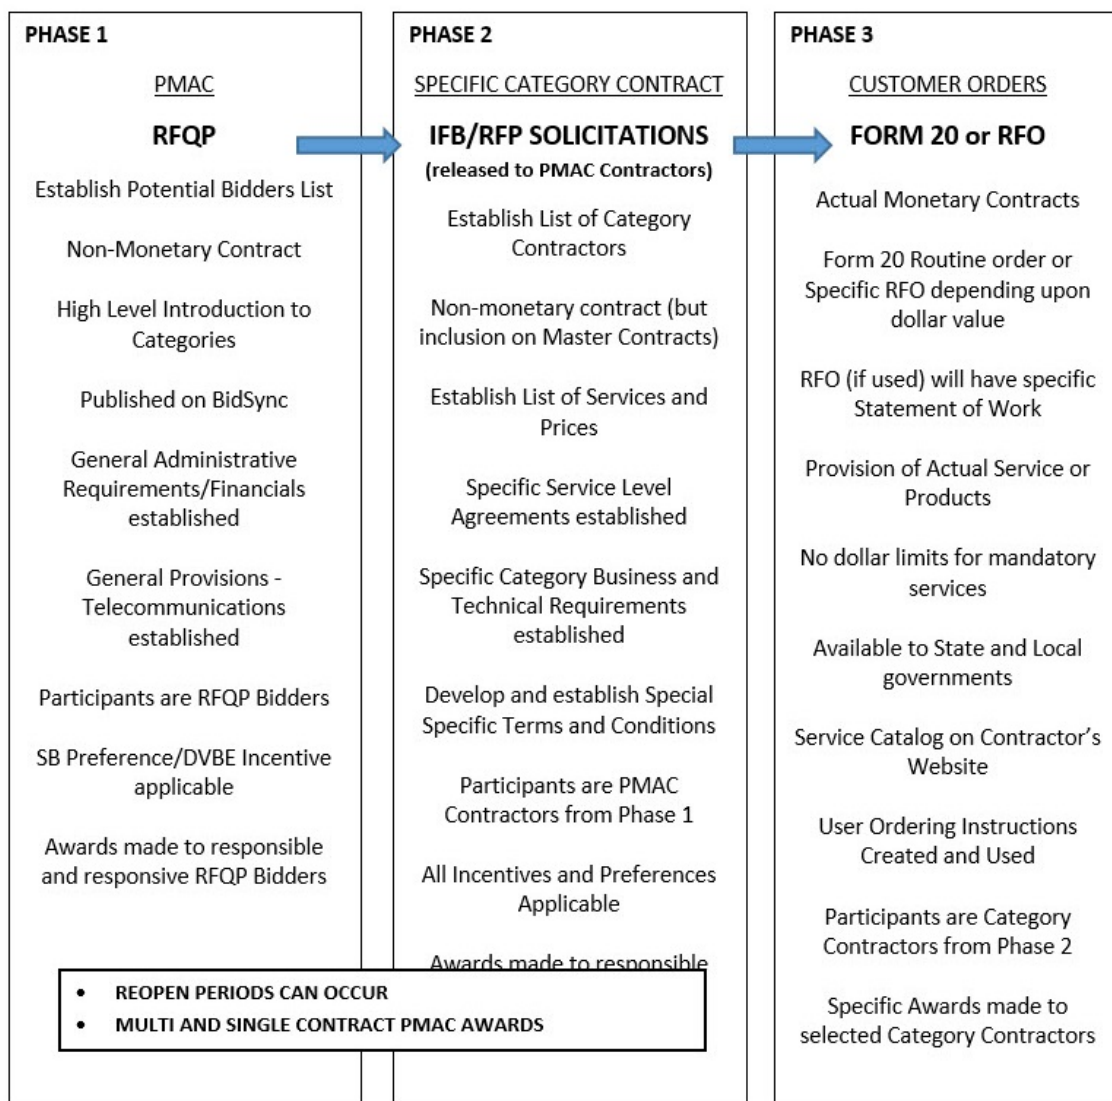 PHASE 1
PMAC
RFQP
Establish Potential Bidders List
Non-Monetary Contract
High Level Introduction to
Categories
Published on BidSync
General Administrative
Requirements/Financials
established
General Provisions -
Telecommunications
established
Participants are RFQP Bidders
SB Preference/DVBE Incentive
applicable
Awards made to responsible
and responsive RFQP Bidders
PHASE 2
SPECIFIC CATEGORY CONTRACT
IFB/RFP SOLICITATIONS
(released to PMAC Contractors)
Establish List of Category
Contractors
Non-monetary contract (but
inclusion on Master Contracts)
Establish List of Services and
Prices
Specific Service Level
Agreements established
Specific Category Business and
Technical Requirements
established
Develop and establish Special
Specific Terms and Conditions
Participants are PMAC
Contractors from Phase 1
All Incentives and Preferences
Applicable
Awards made to responsible
• REOPEN PERIODS CAN OCCUR
• MULTI AND SINGLE CONTRACT PMAC AWARDS
PHASE 3
CUSTOMER ORDERS
FORM 20 or RFO
Actual Monetary Contracts
Form 20 Routine order or
Specific RFO depending upon
dollar value
RFO (if used) will have specific
Statement of Work
Provision of Actual Service or
Products
No dollar limits for mandatory
services
Available to State and Local
governments
Service Catalog on Contractor’s
Website
User Ordering Instructions
Created and Used
Participants are Category
Contractors from Phase 2
Specific Awards made to
selected Category Contractors